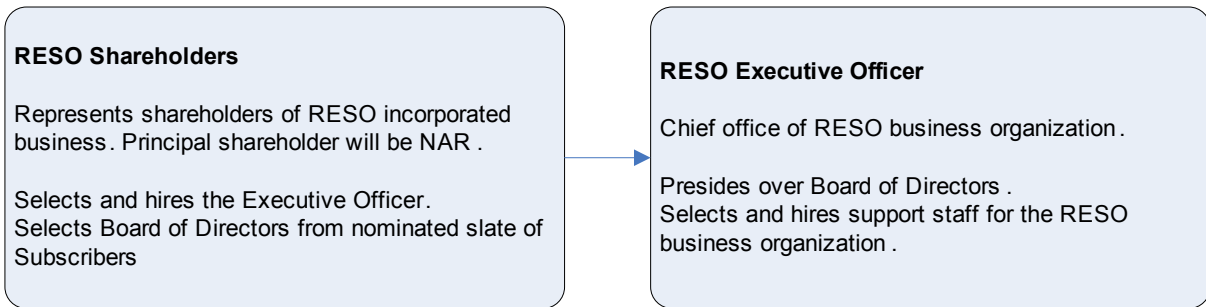 RESO Shareholders
Represents shareholders of RESO incorporated
business. Principal shareholder will be NAR .
Selects and hires the Executive Officer.
Selects Board of Directors from nominated slate of
Subscribers
RESO Executive Officer
Chief office of RESO business organization .
Presides over Board of Directors .
Selects and hires support staff for the RESO
business organization .